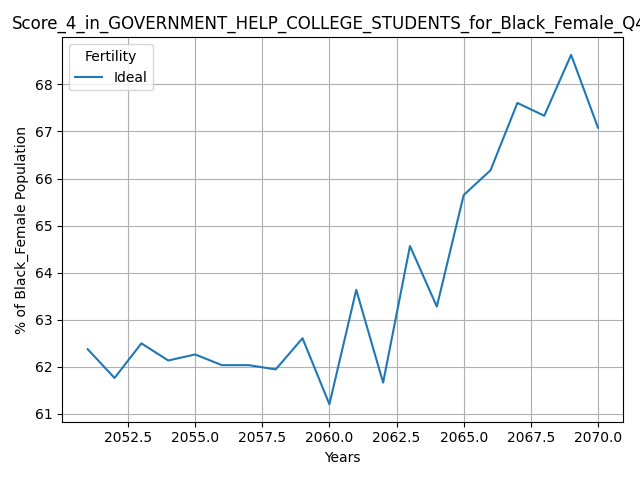 Score_4_in_GOVERNMENT_HELP_COLLEGE_STUDENTS_for_Black_Female_Q4
Fertility
Ideal
% of Black_Female Population
68
67
66
65
64
63
62
61
2052.5 2055.0 2057.5 2060.0 2062.5 2065.0 2067.5 2070.0
Years